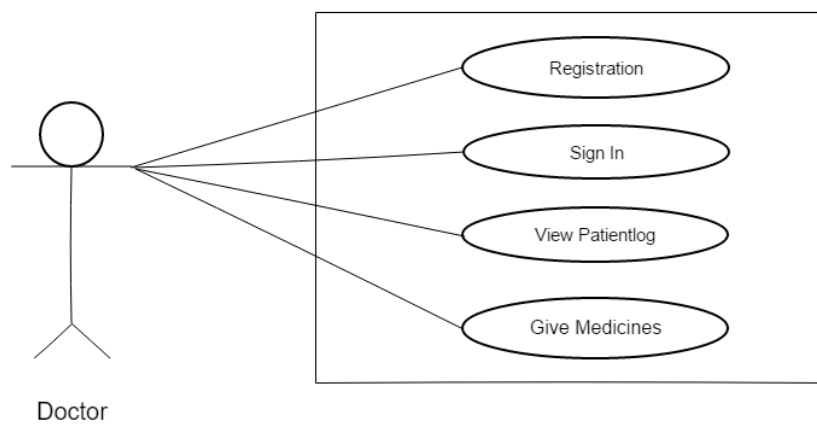 Registration
Sign In
View Patientlog
Give Medicines
Doctor